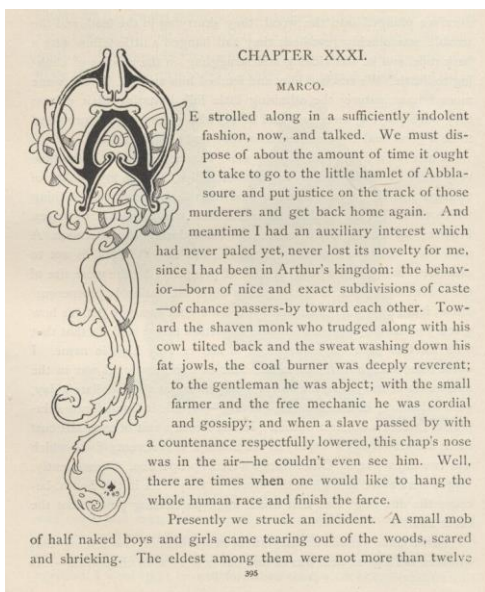 CHAPTER XXXI.
MARCO.
WE strolled along in a sufficiently indolent
fashion, now, and talked. We must dis-
pose of about the amount of time it ought
to take to go to the little hamlet of Abbla-
soure and put justice on the track of those
murderers and get back home again. And
meantime I had an auxiliary interest which
had never paled yet, never lost its novelty for me,
since I had been in Arthur's kingdom: the behav-
ior—born of nice and exact subdivisions of caste
—of chance passers-by toward each other. Tow-
ard the shaven monk who trudged along with his
cowl tilted back and the sweat washing down his
fat jowls, the coal burner was deeply reverent;
to the gentleman he was abject; with the small
farmer and the free mechanic he was cordial
and gossipy; and when a slave passed by with
a countenance respectfully lowered, this chap's nose
was in the air—he couldn't even see him. Well,
there are times when one would like to hang the
whole human race and finish the farce.
Presently we struck an incident. A small mob
of half naked boys and girls came tearing out of the woods, scared
and shrieking. The eldest among them were not more than twelve
395